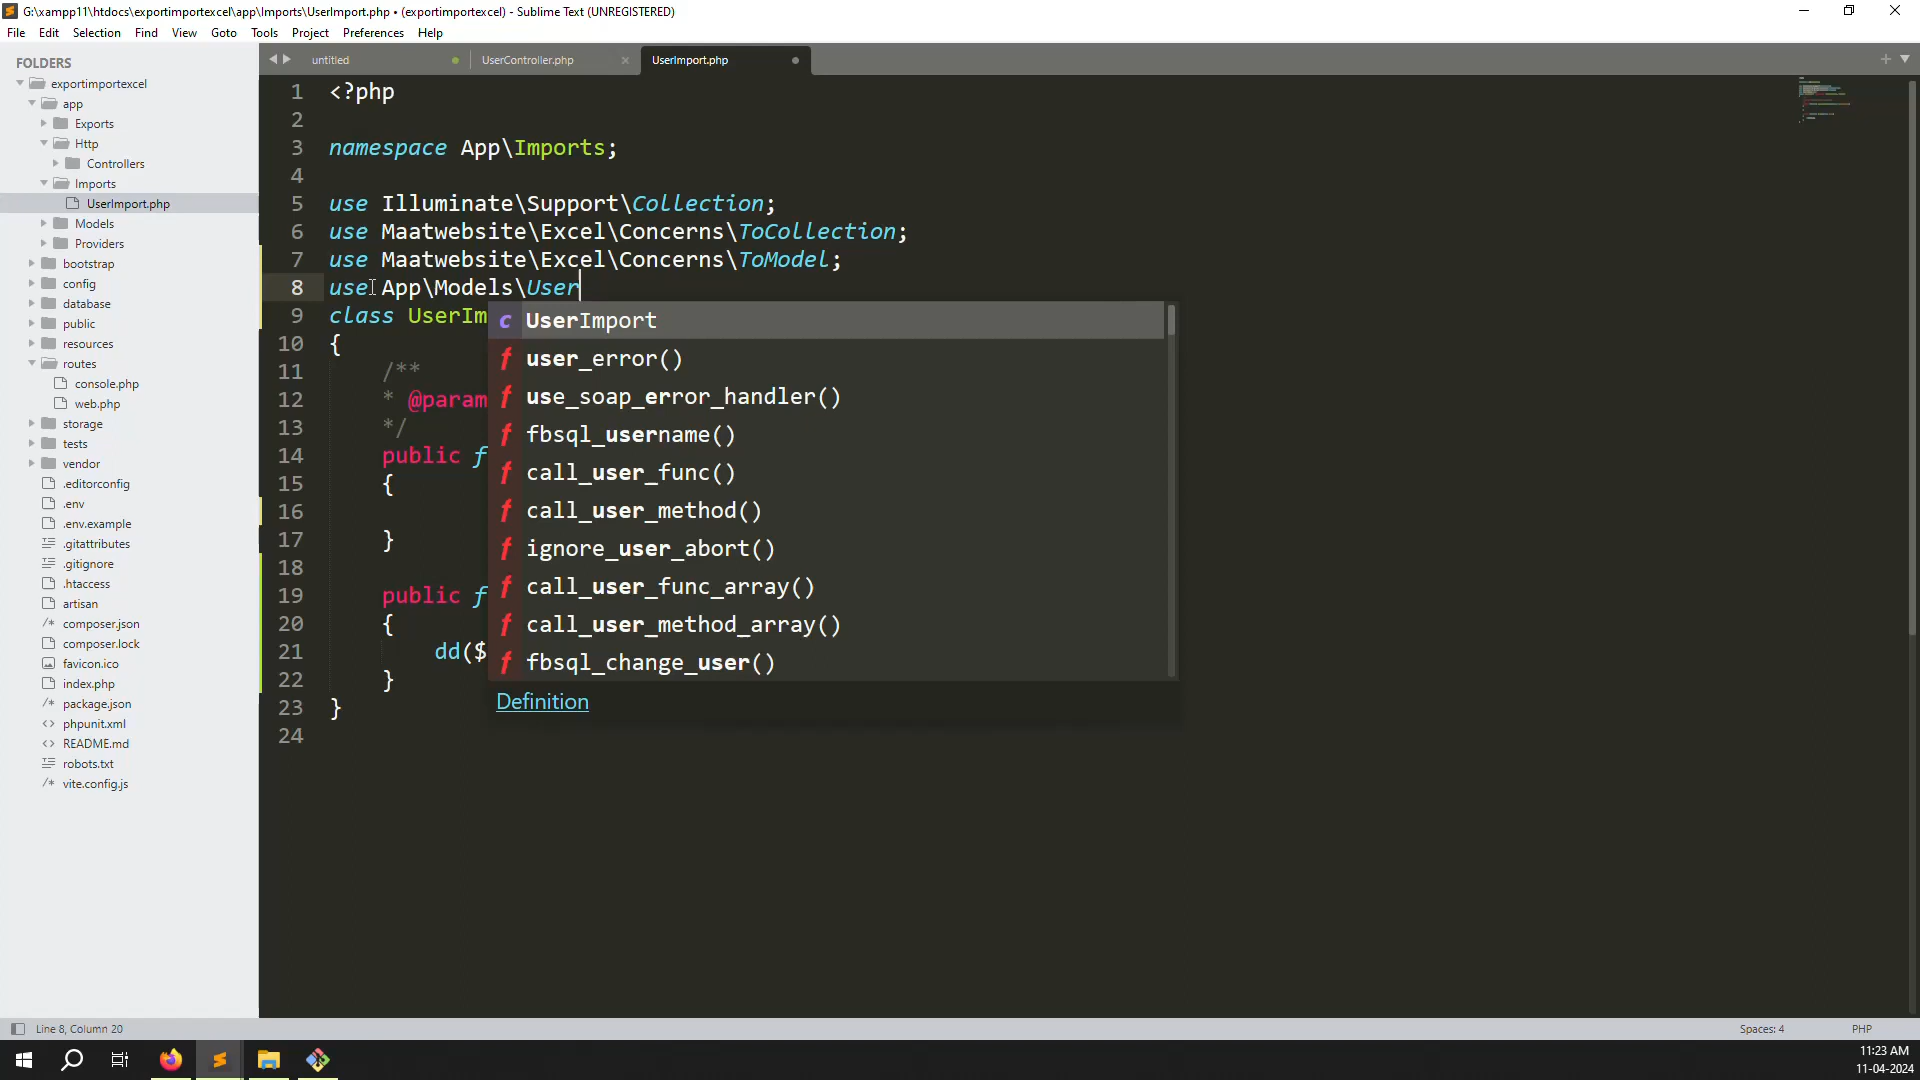 G:\xampp11\htdocs\exportimportexcel\app\Imports\UserImport.php • (exportimportexcel) - Sublime Text (UNREGISTERED)
File Edit Selection Find View Goto Tools Project Preferences Help
FOLDERS
exportimportexcel
app
Exports
Http
Controllers
Imports
UserImport.php
Models
Providers
bootstrap
config
database
public
resources
routes
console.php
web.php
storage
tests
vendor
.editorconfig
.env
.env.example
.gitattributes
.gitignore
.htaccess
artisan
composer.json
composer.lock
favicon.ico
index.php
package.json
phpunit.xml
README.md
robots.txt
vite.config.js
untitled UserController.php UserImport.php
1 <?php
2
3 namespace App\Imports;
4
5 use Illuminate\Support\Collection;
6 use Maatwebsite\Excel\Concerns\ToCollection;
7 use Maatwebsite\Excel\Concerns\ToModel;
8 use App\Models\User
9 class UserIm
10 {
11 /**
12 * @param
13 */
14 public f
15 {
16
17 }
18
19 public f
20 {
21 dd($
22 }
23 }
24
c UserImport
f user_error()
f use_soap_error_handler()
f fbsql_username()
f call_user_func()
f call_user_method()
f ignore_user_abort()
f call_user_func_array()
f call_user_method_array()
f fbsql_change_user()
Definition
Line 8, Column 20 Spaces: 4 PHP
11:23 AM
11-04-2024